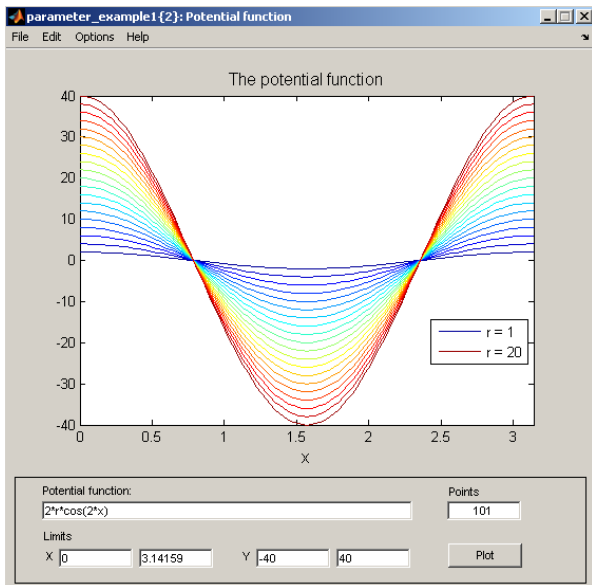 parameter_example1{2}: Potential function
File Edit Options Help
The potential function
40
30
20
10
0
-10
-20
-30
-40
0 0.5 1 1.5 2 2.5 3
X
r = 1
r = 20
Potential function:
2*r*cos(2*x)
Points
101
Limits
X 0 3.14159 Y -40 40
Plot